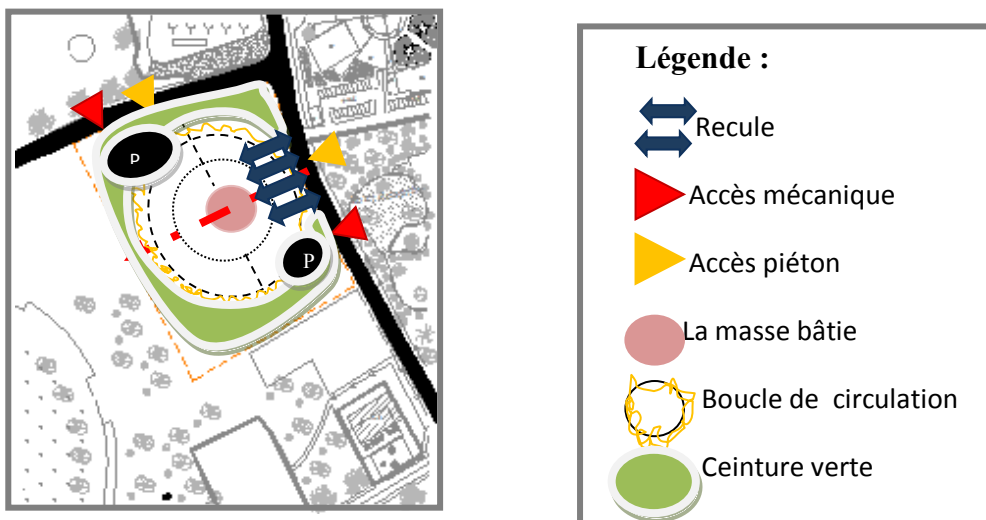 P
P
Légende :
Recule
Accès mécanique
Accès piéton
La masse bâtie
Boucle de circulation
Ceinture verte